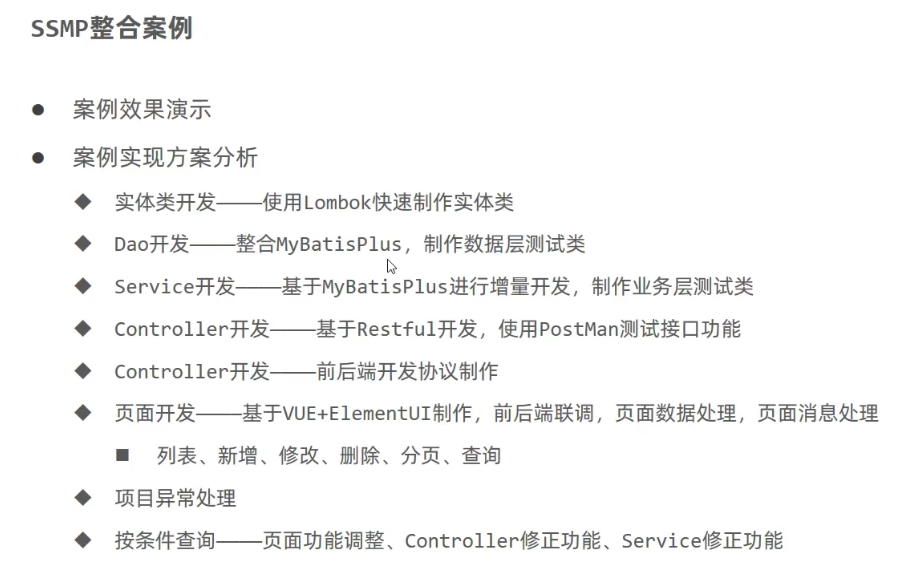 SSMP整合案例
● 案例效果演示
● 案例实现方案分析
◆ 实体类开发————使用Lombok快速制作实体类
◆ Dao开发————整合MyBatisPlus，制作数据层测试类
◆ Service开发————基于MyBatisPlus进行增量开发，制作业务层测试类
◆ Controller开发————基于Restful开发，使用PostMan测试接口功能
◆ Controller开发————前后端开发协议制作
◆ 页面开发————基于VUE+ElementUI制作，前后端联调，页面数据处理，页面消息处理
■ 列表、新增、修改、删除、分页、查询
◆ 项目异常处理
◆ 按条件查询————页面功能调整、Controller修正功能、Service修正功能